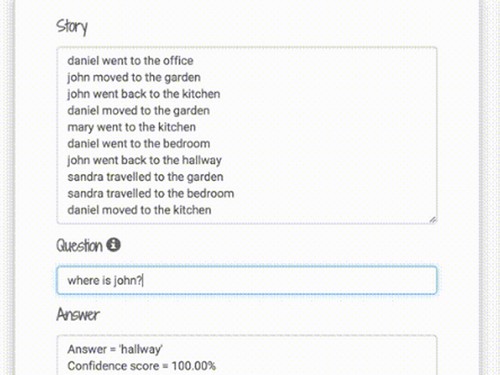 Story
daniel went to the office
john moved to the garden
john went back to the kitchen
daniel moved to the garden
mary went to the kitchen
daniel went to the bedroom
john went back to the hallway
sandra travelled to the garden
sandra travelled to the bedroom
daniel moved to the kitchen
Question
where is john?
Answer
Answer = 'hallway'
Confidence score = 100.00%